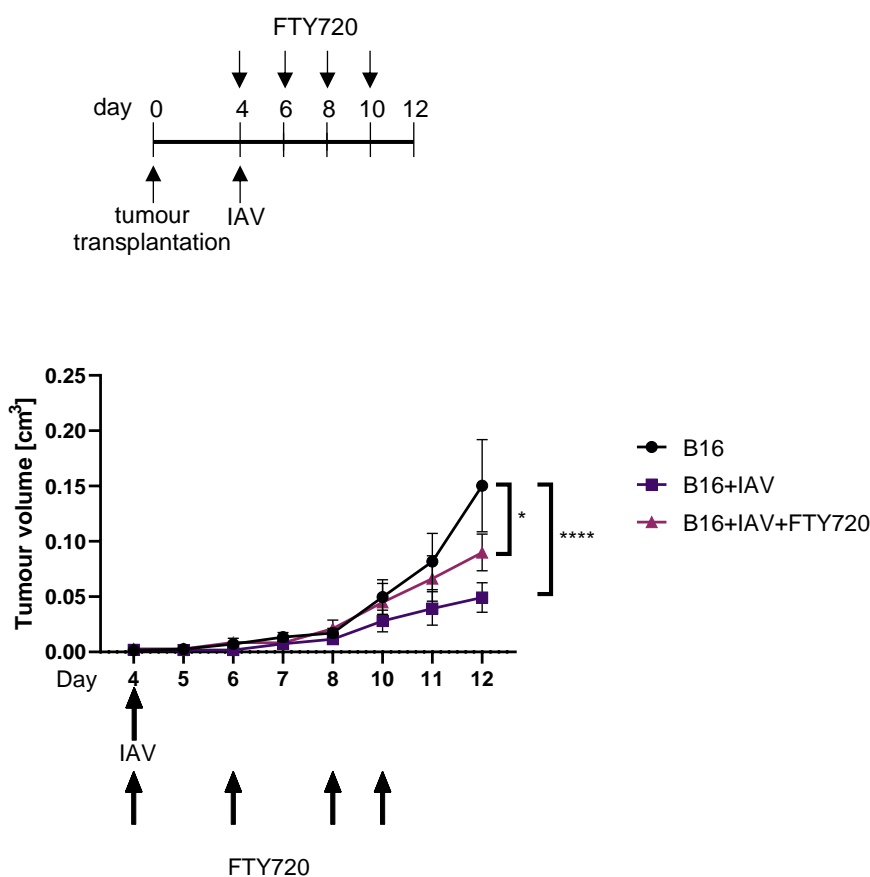 FTY720
day 0 4 6 8 10 12
tumour
transplantation
IAV
0.25
0.20
0.15
0.10
0.05
0.00
Tumour volume [cm³]
Day 4 5 6 7 8 10 11 12
*
****
B16
B16+IAV
B16+IAV+FTY720
IAV
FTY720